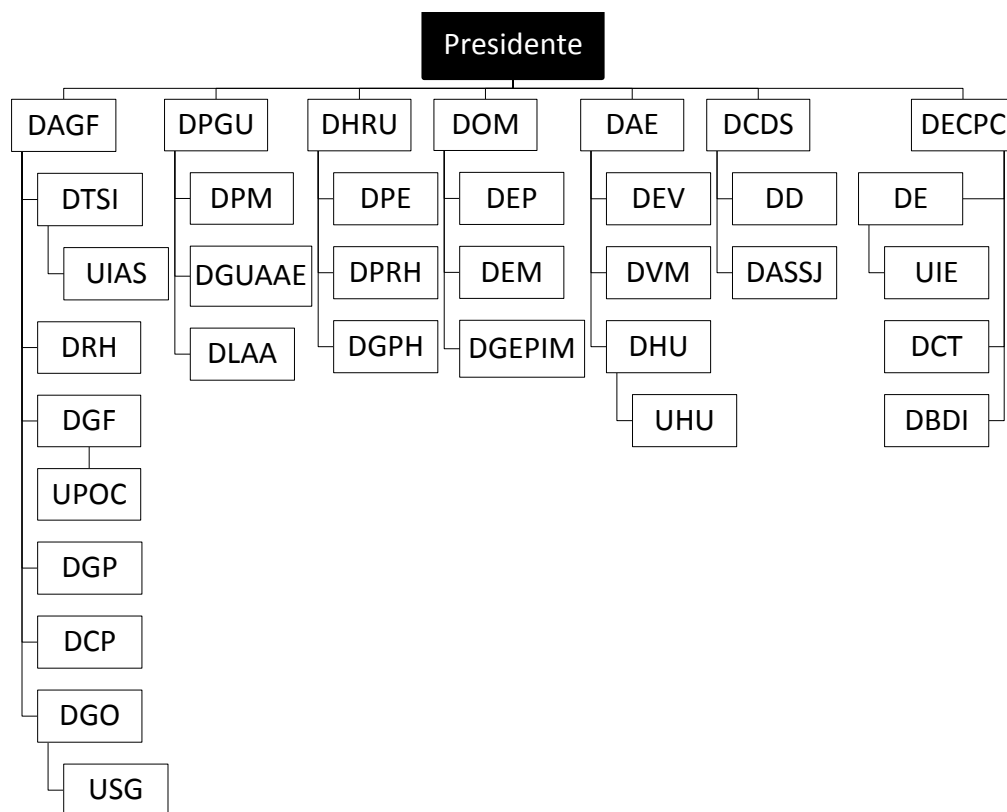 Presidente
DAGF
DPGU
DHRU
DOM
DAE
DCDS
DECPC
DTSI
UIAS
DRH
DGF
UPOC
DGP
DCP
DGO
USG
DPM
DGUAAE
DLAA
DPE
DPRH
DGPH
DEP
DEM
DGEPIM
DEV
DVM
DHU
UHU
DD
DASSJ
DE
UIE
DCT
DBDI